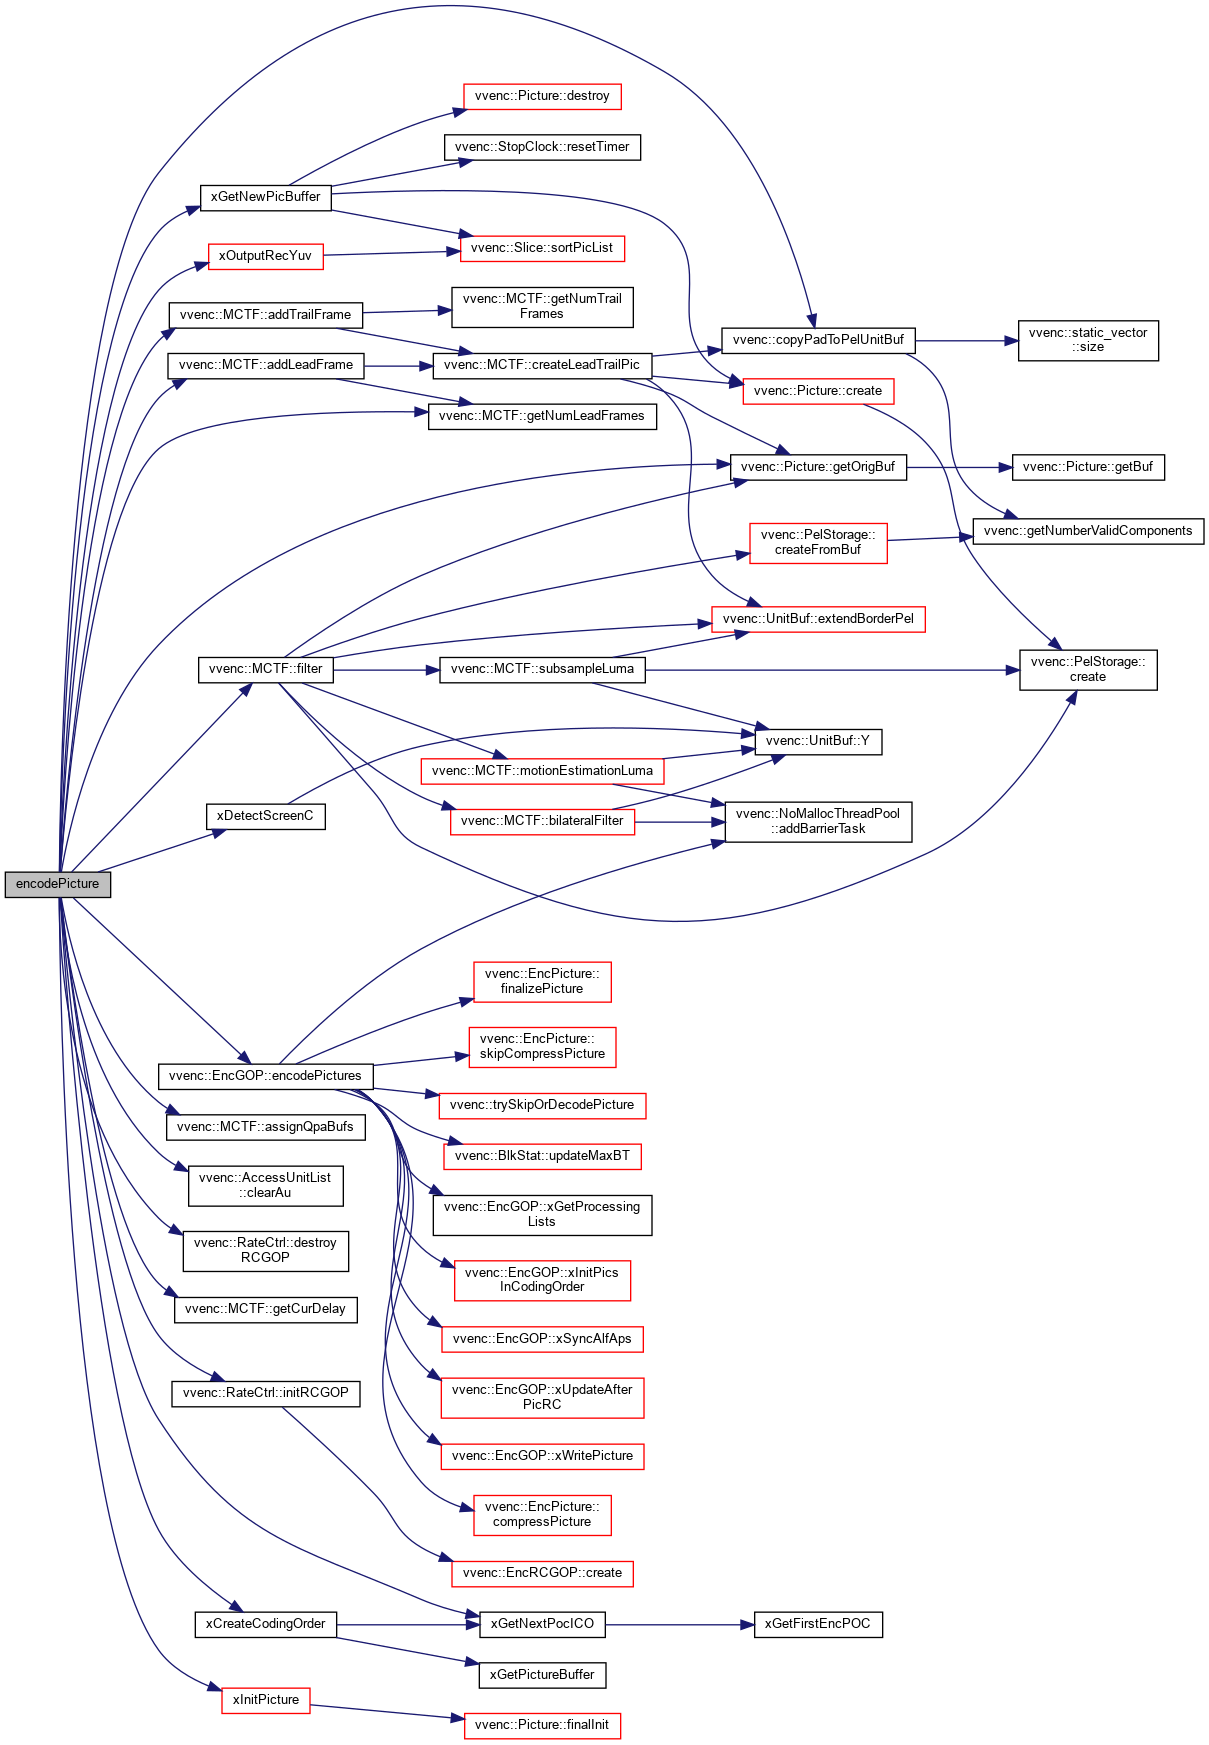 vvenc::Picture::destroy
vvenc::StopClock::resetTimer
xGetNewPicBuffer
vvenc::Slice::sortPicList
xOutputRecYuv
vvenc::MCTF::getNumTrail
Frames
vvenc::MCTF::addTrailFrame
vvenc::copyPadToPelUnitBuf
vvenc::static_vector
::size
vvenc::MCTF::addLeadFrame
vvenc::MCTF::createLeadTrailPic
vvenc::Picture::create
vvenc::MCTF::getNumLeadFrames
vvenc::Picture::getOrigBuf
vvenc::Picture::getBuf
vvenc::PelStorage::
createFromBuf
vvenc::getNumberValidComponents
vvenc::UnitBuf::extendBorderPel
vvenc::MCTF::filter
vvenc::MCTF::subsampleLuma
vvenc::PelStorage::
create
vvenc::UnitBuf::Y
vvenc::MCTF::motionEstimationLuma
xDetectScreenC
vvenc::MCTF::bilateralFilter
vvenc::NoMallocThreadPool
::addBarrierTask
encodePicture
vvenc::EncPicture::
finalizePicture
vvenc::EncPicture::
skipCompressPicture
vvenc::EncGOP::encodePictures
vvenc::trySkipOrDecodePicture
vvenc::MCTF::assignQpaBufs
vvenc::BlkStat::updateMaxBT
vvenc::AccessUnitList
::clearAu
vvenc::EncGOP::xGetProcessing
Lists
vvenc::RateCtrl::destroy
RCGOP
vvenc::EncGOP::xInitPics
InCodingOrder
vvenc::MCTF::getCurDelay
vvenc::EncGOP::xSyncAlfAps
vvenc::RateCtrl::initRCGOP
vvenc::EncGOP::xUpdateAfter
PicRC
vvenc::EncGOP::xWritePicture
vvenc::EncPicture::
compressPicture
vvenc::EncRCGOP::create
xCreateCodingOrder
xGetNextPocICO
xGetFirstEncPOC
xGetPictureBuffer
xInitPicture
vvenc::Picture::finalInit